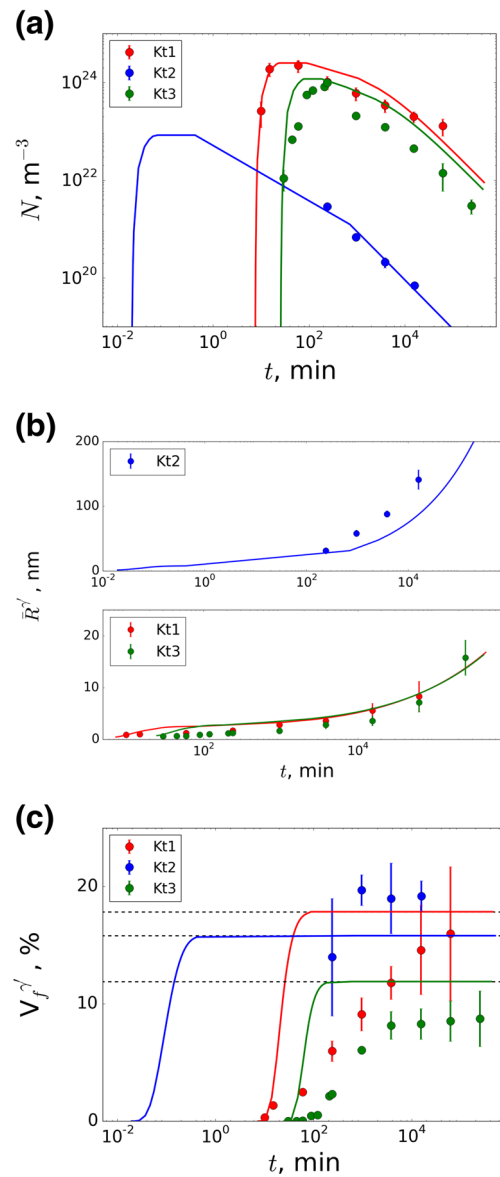 (a)
Kt1
Kt2
Kt3
10^24
10^22
10^20
N, m^−3
10^-2 10^0 10^2 10^4
t, min
(b)
200
100
0
Kt2
10^-2 10^0 10^2 10^4
R̄^γ′, nm
25
20
15
10
5
0
Kt1
Kt3
10^2 10^4
t, min
(c)
Kt1
Kt2
Kt3
20
10
0
V_f^γ′, %
10^-2 10^0 10^2 10^4
t, min